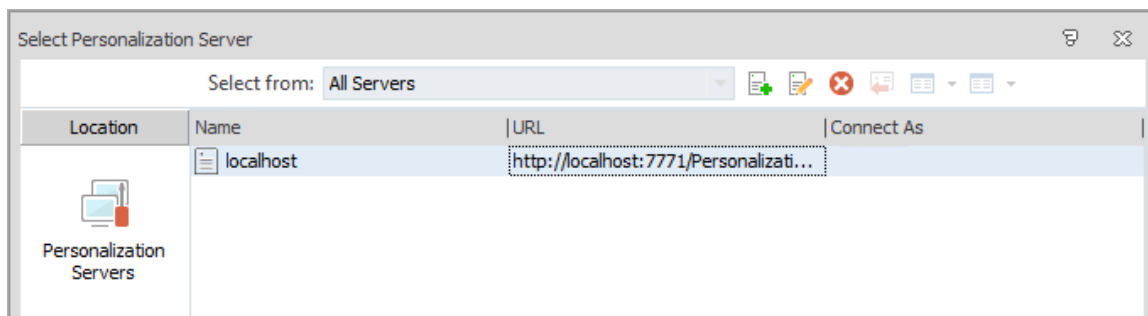 Select Personalization Server
Select from: All Servers
Location Name URL Connect As
localhost http://localhost:7771/Personalizati...
Personalization
Servers